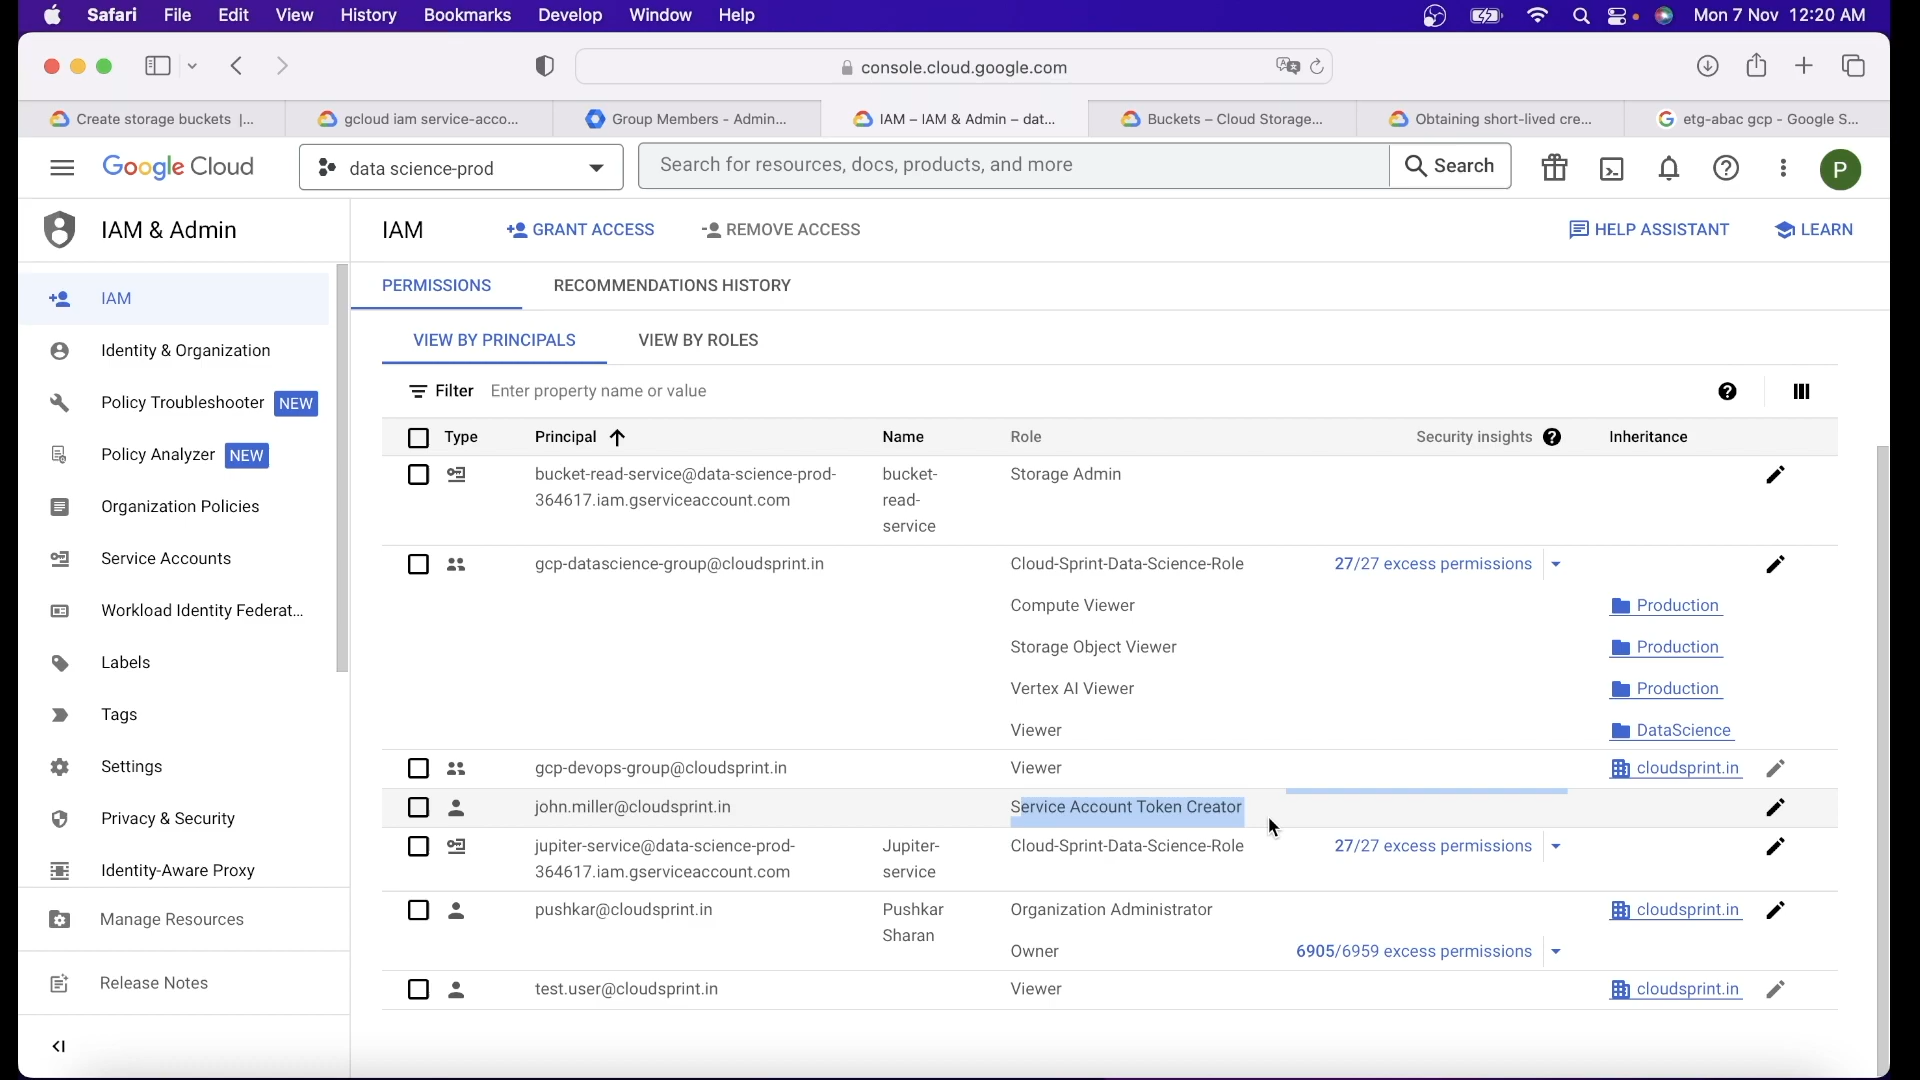 Safari File Edit View History Bookmarks Develop Window Help Mon 7 Nov 12:20 AM
console.cloud.google.com
Create storage buckets |... gcloud iam service-acco... Group Members - Admin... IAM – IAM & Admin – dat... Buckets – Cloud Storage... Obtaining short-lived cre... etg-abac gcp - Google S...
Google Cloud data science-prod Search for resources, docs, products, and more Search P
IAM & Admin
IAM
Identity & Organization
Policy Troubleshooter NEW
Policy Analyzer NEW
Organization Policies
Service Accounts
Workload Identity Federat...
Labels
Tags
Settings
Privacy & Security
Identity-Aware Proxy
Manage Resources
Release Notes
IAM GRANT ACCESS REMOVE ACCESS HELP ASSISTANT LEARN
PERMISSIONS RECOMMENDATIONS HISTORY
VIEW BY PRINCIPALS VIEW BY ROLES
Filter Enter property name or value
Type Principal Name Role Security insights Inheritance
bucket-read-service@data-science-prod- bucket- Storage Admin
364617.iam.gserviceaccount.com read-
service
gcp-datascience-group@cloudsprint.in Cloud-Sprint-Data-Science-Role 27/27 excess permissions
Compute Viewer Production
Storage Object Viewer Production
Vertex AI Viewer Production
Viewer DataScience
gcp-devops-group@cloudsprint.in Viewer cloudsprint.in
john.miller@cloudsprint.in Service Account Token Creator
jupiter-service@data-science-prod- Jupiter- Cloud-Sprint-Data-Science-Role 27/27 excess permissions
364617.iam.gserviceaccount.com service
pushkar@cloudsprint.in Pushkar Organization Administrator cloudsprint.in
Sharan
Owner 6905/6959 excess permissions
test.user@cloudsprint.in Viewer cloudsprint.in